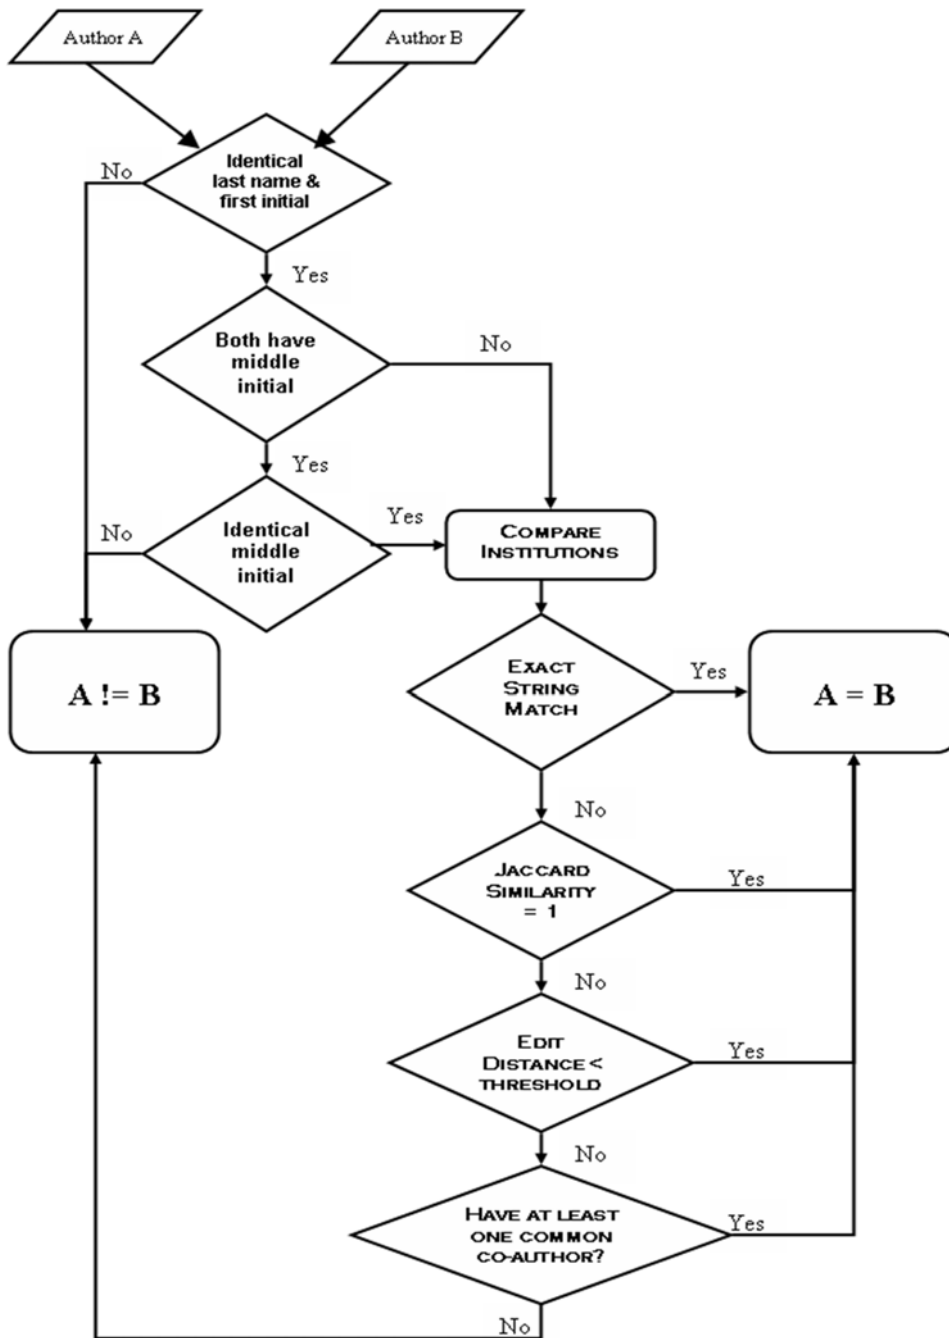 Author A
Author B
Identical
last name &
first initial
No
Yes
Both have
middle
initial
No
Yes
Identical
middle
initial
No
Yes
COMPARE
INSTITUTIONS
A != B
EXACT
STRING
MATCH
Yes
A = B
No
JACCARD
SIMILARITY
= 1
Yes
No
EDIT
DISTANCE <
THRESHOLD
Yes
No
HAVE AT LEAST
ONE COMMON
CO-AUTHOR?
Yes
No